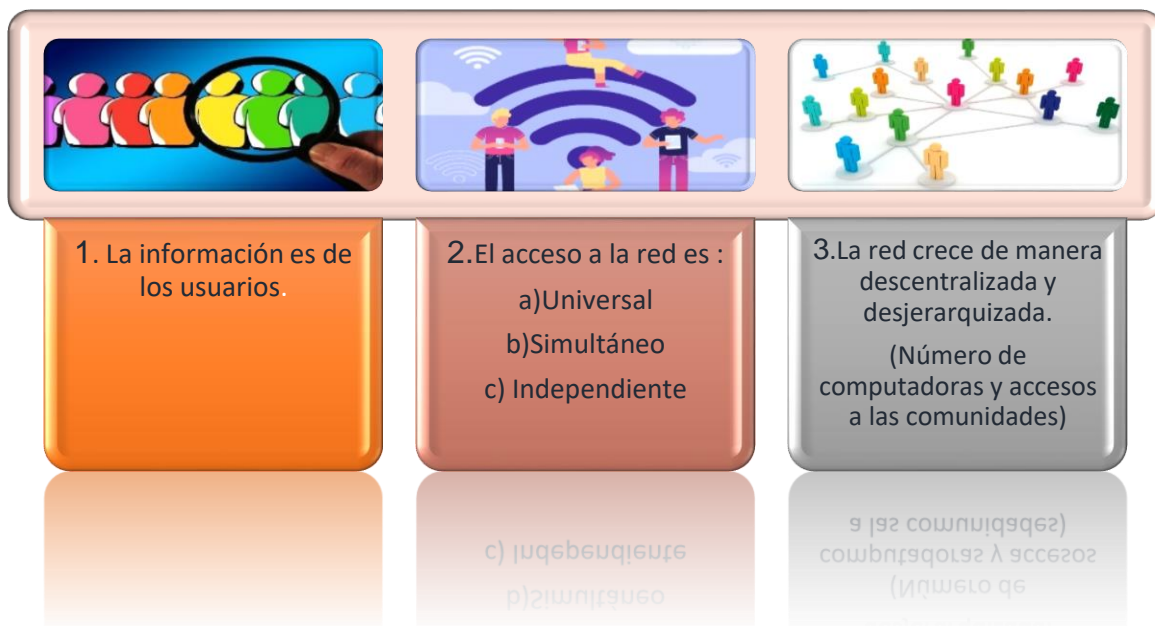 1. La información es de
los usuarios.
2.El acceso a la red es :
a)Universal
b)Simultáneo
c) Independiente
3.La red crece de manera
descentralizada y
desjerarquizada.
(Número de
computadoras y accesos
a las comunidades)